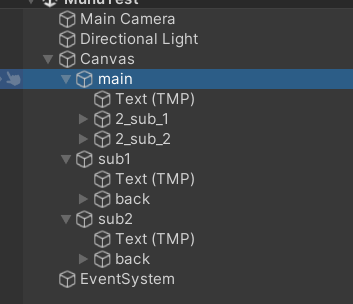 MunuTest
Main Camera
Directional Light
Canvas
main
Text (TMP)
2_sub_1
2_sub_2
sub1
Text (TMP)
back
sub2
Text (TMP)
back
EventSystem